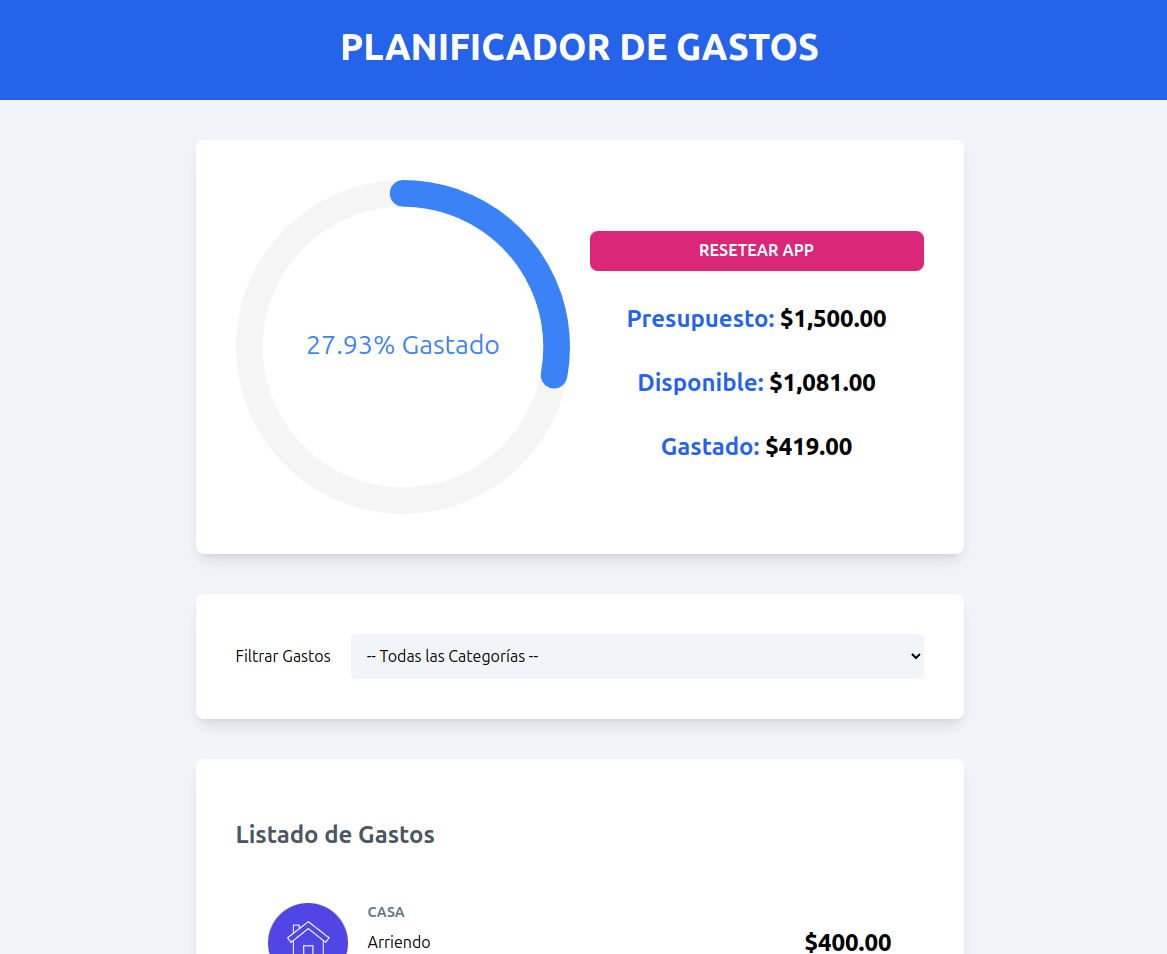 PLANIFICADOR DE GASTOS
27.93% Gastado
RESETEAR APP
Presupuesto: $1,500.00
Disponible: $1,081.00
Gastado: $419.00
Filtrar Gastos
-- Todas las Categorías --
Listado de Gastos
CASA
Arriendo
$400.00